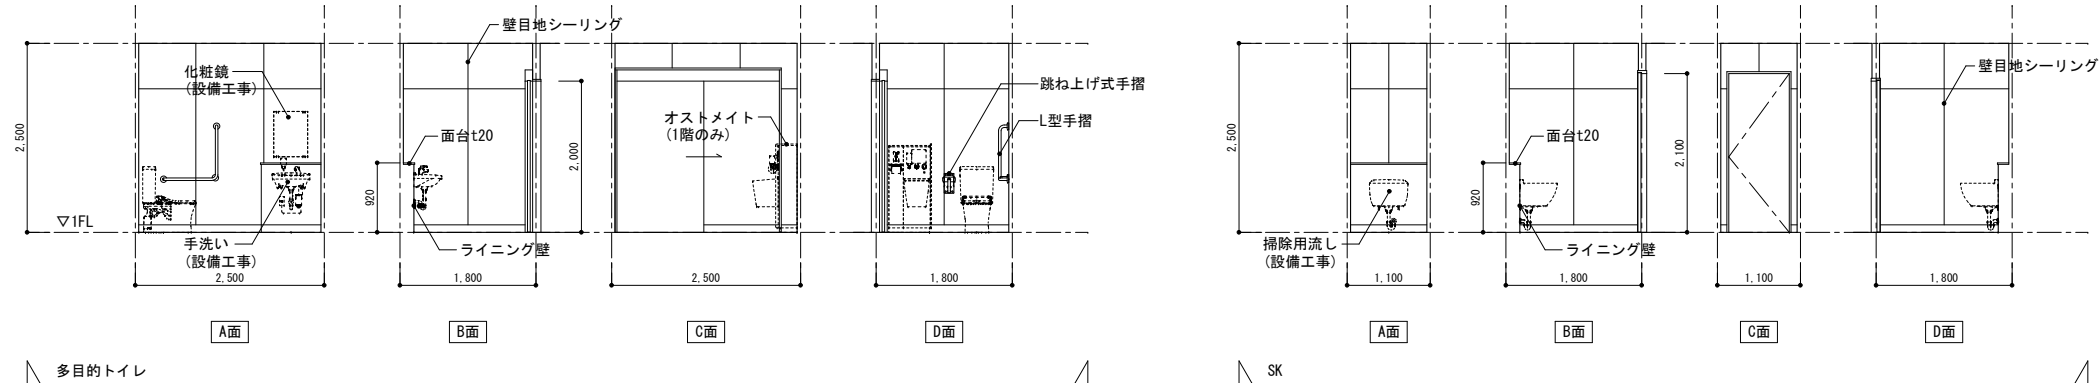 壁目地シーリング
化粧鏡
(設備工事)
2,500
面台t20
920
2,000
▽1FL
手洗い
(設備工事)
ライニング壁
オストメイト
(1階のみ)
跳ね上げ式手摺
L型手摺
2,500
1,800
2,500
1,800
A面
B面
C面
D面
多目的トイレ
壁目地シーリング
2,500
面台t20
920
2,100
掃除用流し
(設備工事)
ライニング壁
1,100
1,800
1,100
1,800
A面
B面
C面
D面
SK